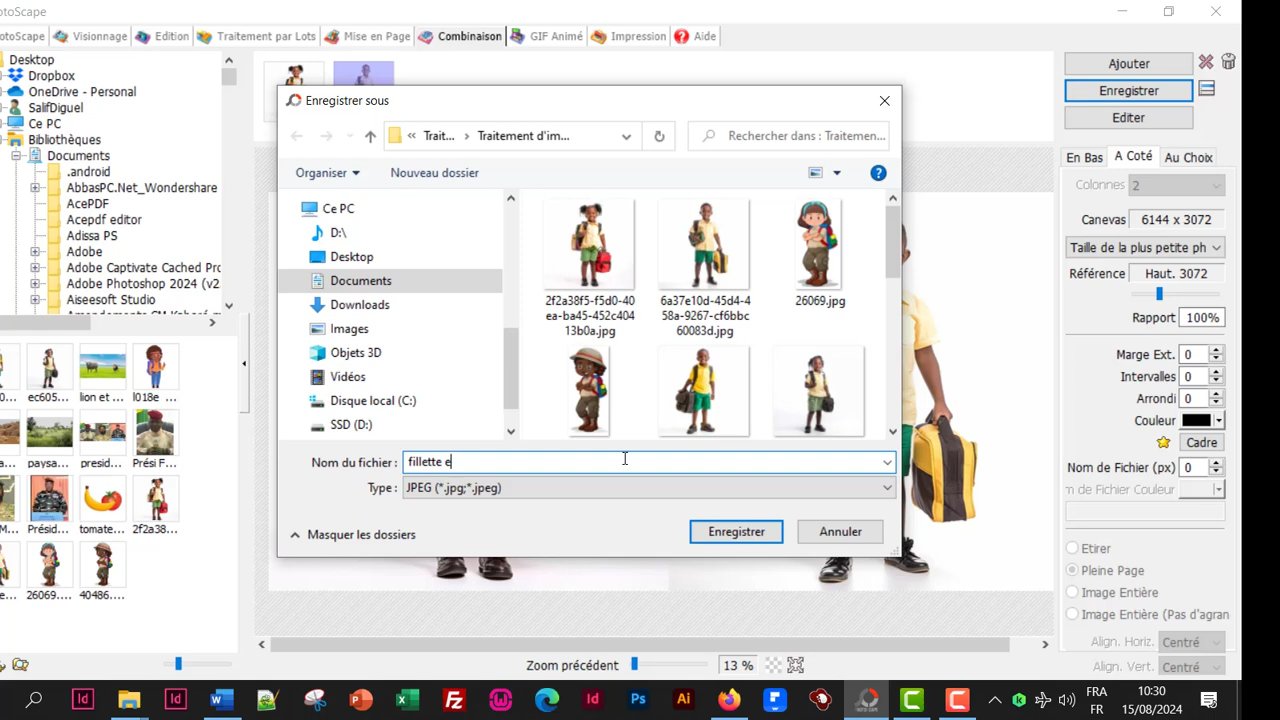 otoScape
PhotoScape
Visionnage
Edition
Traitement par Lots
Mise en Page
Combinaison
GIF Animé
Impression
Aide
Desktop
Dropbox
OneDrive - Personal
SalifDiguel
Ce PC
Bibliothèques
Documents
.android
AbbasPC.Net_Wondershare
AcePDF
Acepdf editor
Adissa PS
Adobe
Adobe Captivate Cached Prc
Adobe Photoshop 2024 (v2
Aiseesoft Studio
ec605...
lion et ...
l018e_...
paysa...
presid...
Prési F...
Présid...
tomate...
2f2a38...
26069....
40486....
Enregistrer sous
Trait...
Traitement d'im...
Rechercher dans : Traitemen...
Organiser
Nouveau dossier
Ce PC
D:\
Desktop
Documents
Downloads
Images
Objets 3D
Vidéos
Disque local (C:)
SSD (D:)
2f2a38f5-f5d0-40
ea-ba45-452c404
13b0a.jpg
6a37e10d-45d4-4
58a-9267-cf6bbc
60083d.jpg
26069.jpg
Nom du fichier :
fillette e
Type :
JPEG (*.jpg;*.jpeg)
Masquer les dossiers
Enregistrer
Annuler
Ajouter
Enregistrer
Editer
En Bas
A Coté
Au Choix
Colonnes
2
Canevas
6144 x 3072
Taille de la plus petite ph
Référence
Haut. 3072
Rapport
100%
Marge Ext.
0
Intervalles
0
Arrondi
0
Couleur
Cadre
Nom de Fichier (px)
0
m de Fichier Couleur
Etirer
Pleine Page
Image Entière
Image Entière (Pas d'agran
Align. Horiz.
Centré
Align. Vert.
Centré
Zoom précédent
13 %
FRA
FR
10:30
15/08/2024